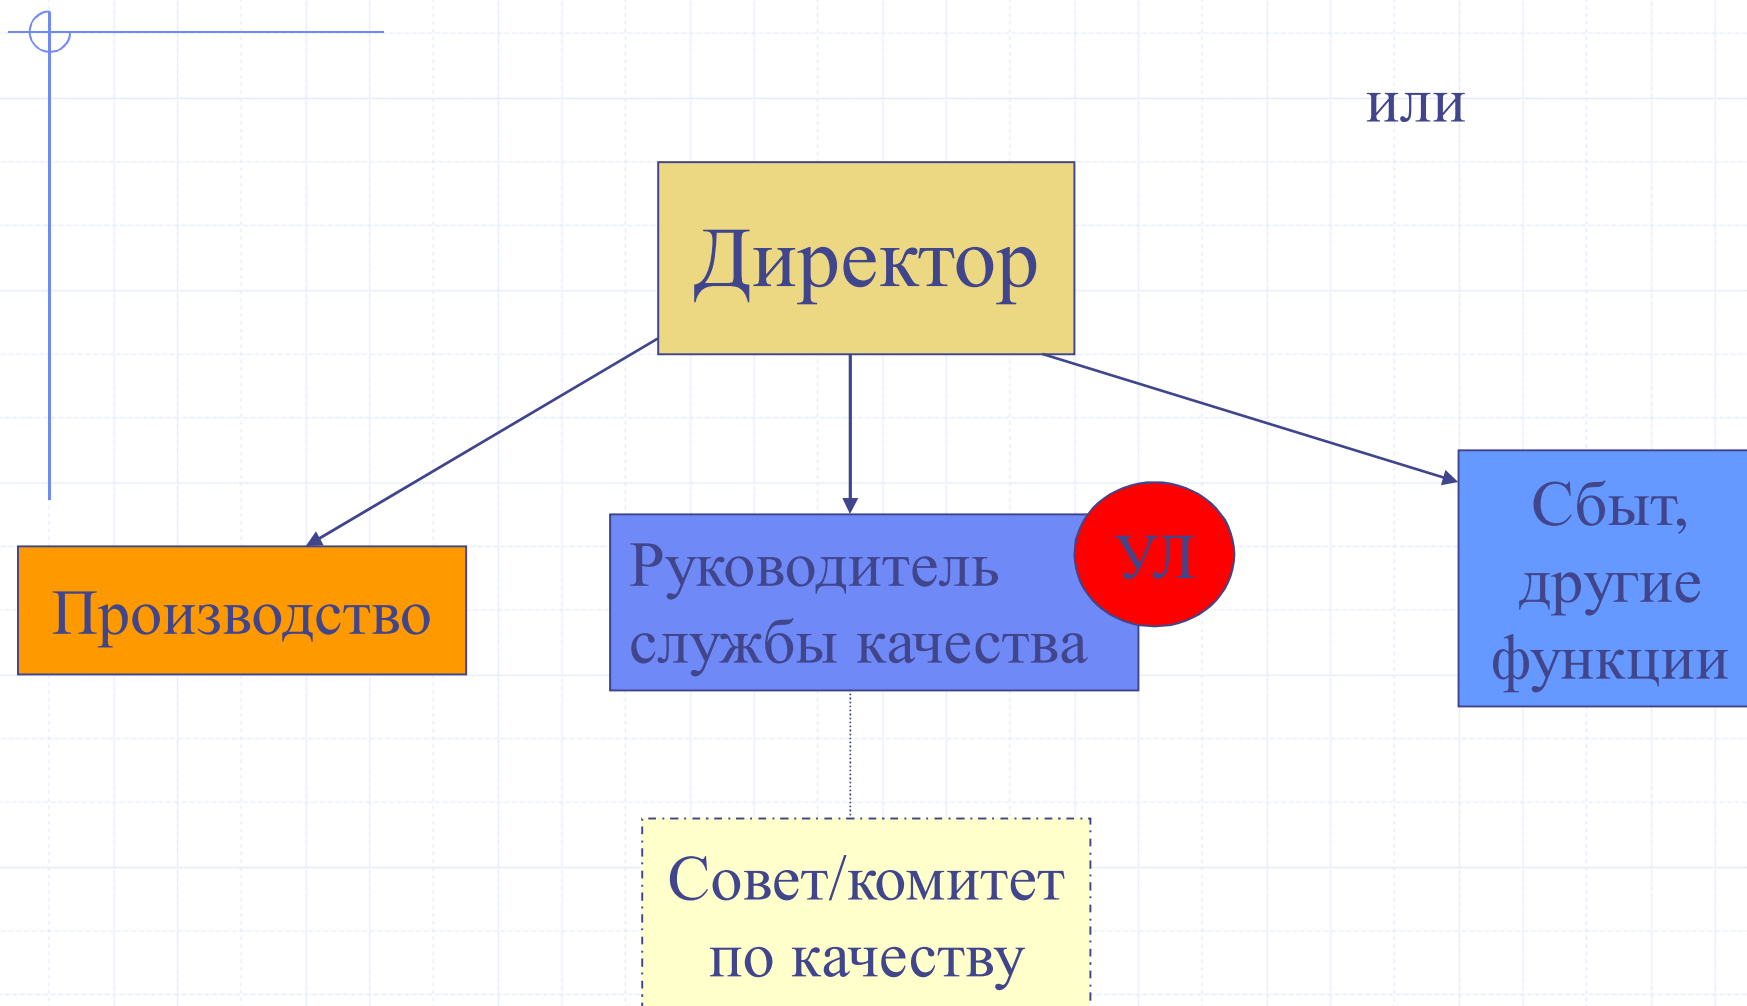 или
Директор
Производство
Руководитель
службы качества
УЛ
Сбыт,
другие
функции
Совет/комитет
по качеству